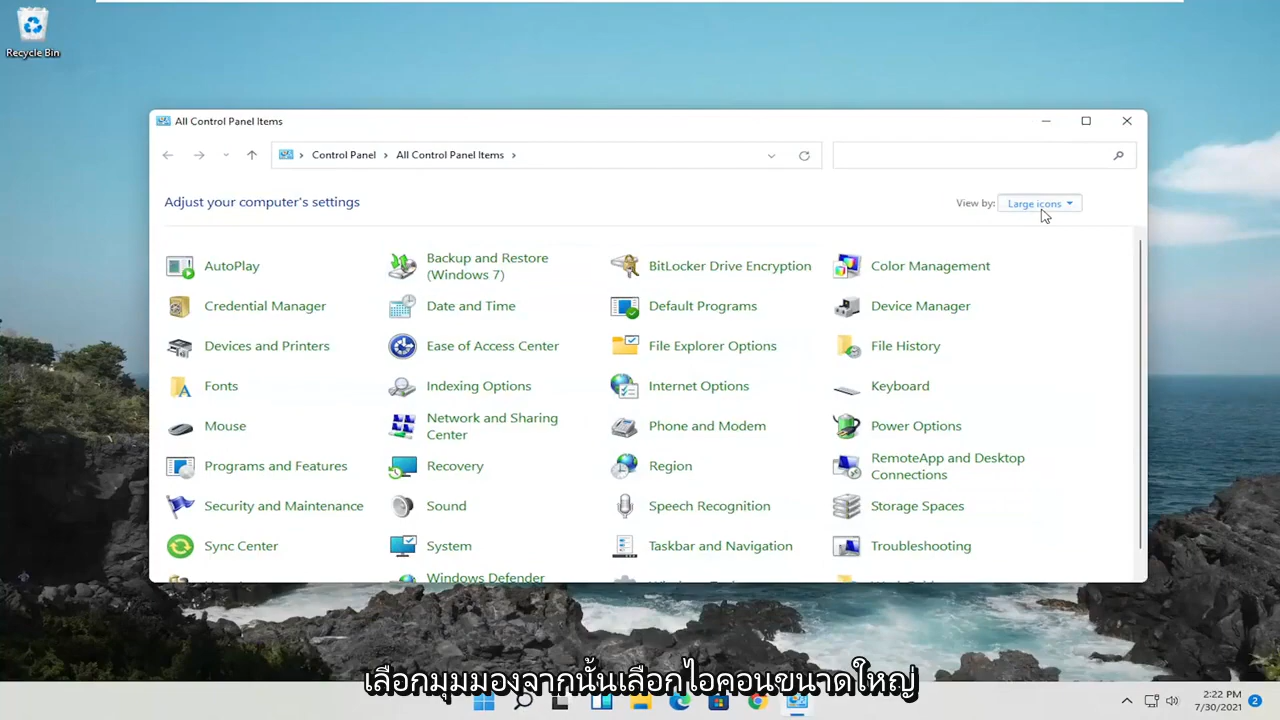 Recycle Bin
All Control Panel Items
Control Panel > All Control Panel Items >
Adjust your computer's settings
View by: Large icons
AutoPlay
Backup and Restore
(Windows 7)
BitLocker Drive Encryption
Color Management
Credential Manager
Date and Time
Default Programs
Device Manager
Devices and Printers
Ease of Access Center
File Explorer Options
File History
Fonts
Indexing Options
Internet Options
Keyboard
Mouse
Network and Sharing
Center
Phone and Modem
Power Options
Programs and Features
Recovery
Region
RemoteApp and Desktop
Connections
Security and Maintenance
Sound
Speech Recognition
Storage Spaces
Sync Center
System
Taskbar and Navigation
Troubleshooting
Windows Defender
เลือกมุมมองจากนั้นเลือกไอคอนขนาดใหญ่
2:22 PM
7/30/2021
2